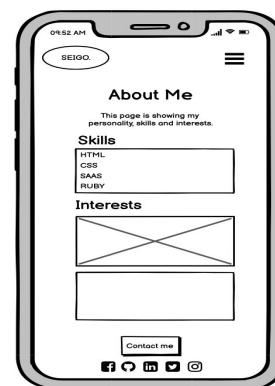 09:52 AM
SEIGO.
About Me
This page is showing my
personality, skills and interests.
Skills
HTML
CSS
SAAS
RUBY
Interests
Contact me